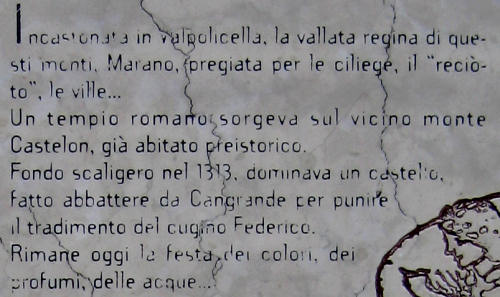 Incastonata in Valpolicella, la vallata regina di que-
sti monti, Marano, pregiata per le ciliege, il "reciò-
to", le ville...
Un tempio romano sorgeva sul vicino monte
Castelon, già abitato preistorico.
Fondo scaligero nel 1313, dominava un castello,
fatto abbattere da Cangrande per punire
il tradimento del cugino Federico.
Rimane oggi la festa dei colori, dei
profumi, delle acque...